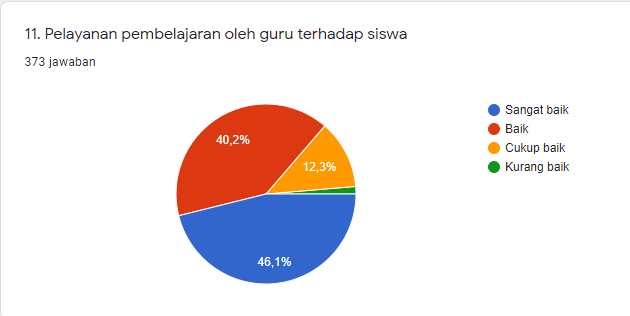 11. Pelayanan pembelajaran oleh guru terhadap siswa
373 jawaban
Sangat baik
Baik
Cukup baik
Kurang baik
40,2%
12,3%
46,1%